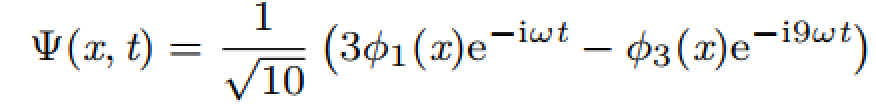 Ψ(x, t) = 1/√10 (3ϕ₁(x)e^{−iωt} − ϕ₃(x)e^{−i9ωt})